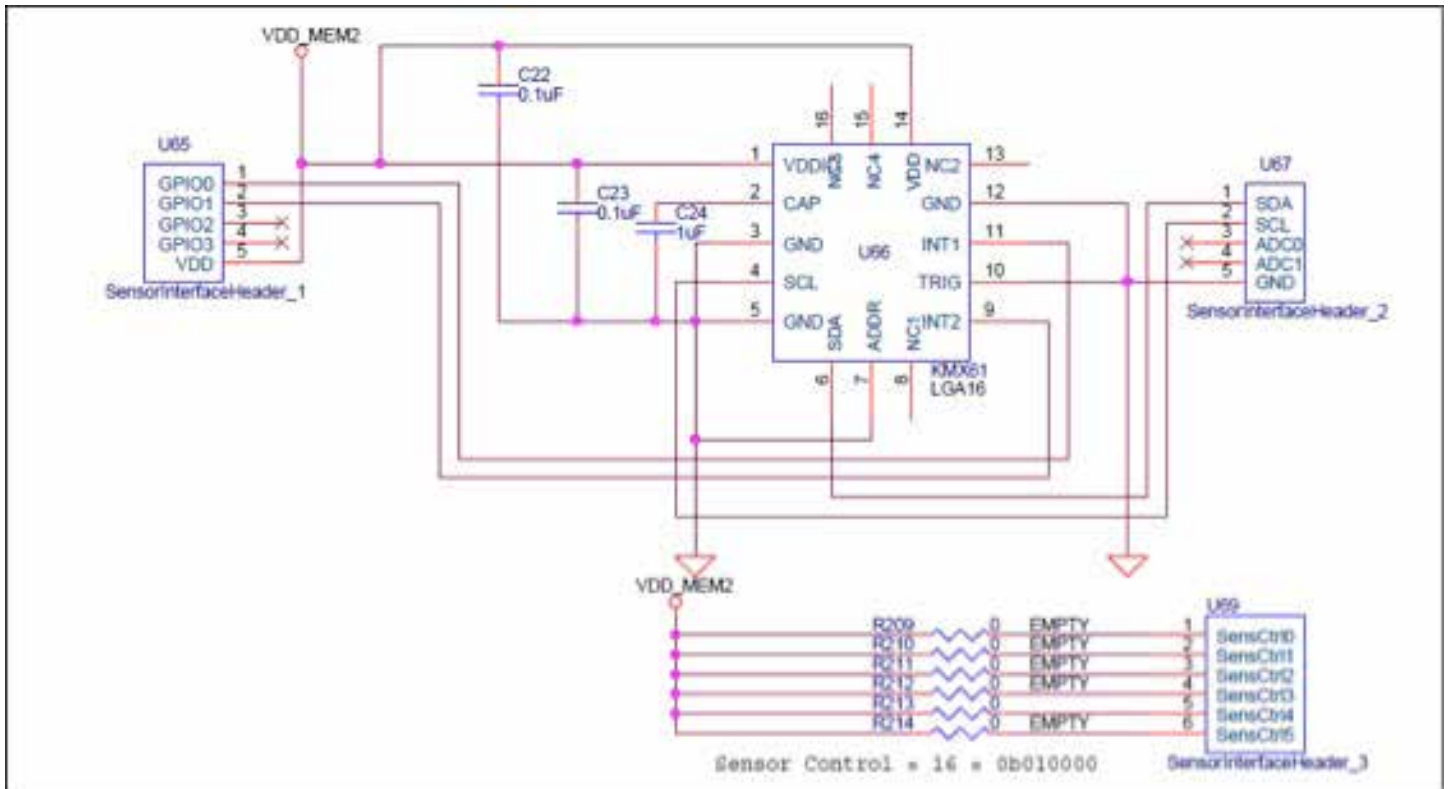 VDD_MEM2
C22
0.1uF
U65
1
GPIO0
2
GPIO1
3
GPIO2
4
GPIO3
5
VDD
SensorInterfaceHeader_1
C23
0.1uF
C24
1uF
16
15
14
NC3
NC4
VDD
1
2 CAP
3 GND
4 SCL
5 GND
NC2 13
GND 12
INT1 11
TRIG 10
INT2 9
U66
SDA
ADDR
NC1
6
7
8
KMX61
LGA16
U67
1 SDA
2 SCL
3 ADC0
4 ADC1
5 GND
SensorInterfaceHeader_2
VDD_MEM2
U69
R209 0 EMPTY 1 SensCtrl0
R210 0 EMPTY 2 SensCtrl1
R211 0 EMPTY 3 SensCtrl2
R212 0 EMPTY 4 SensCtrl3
R213 0 5 SensCtrl4
R214 0 EMPTY 6 SensCtrl5
Sensor Control = 16 = 0b010000
SensorInterfaceHeader_3